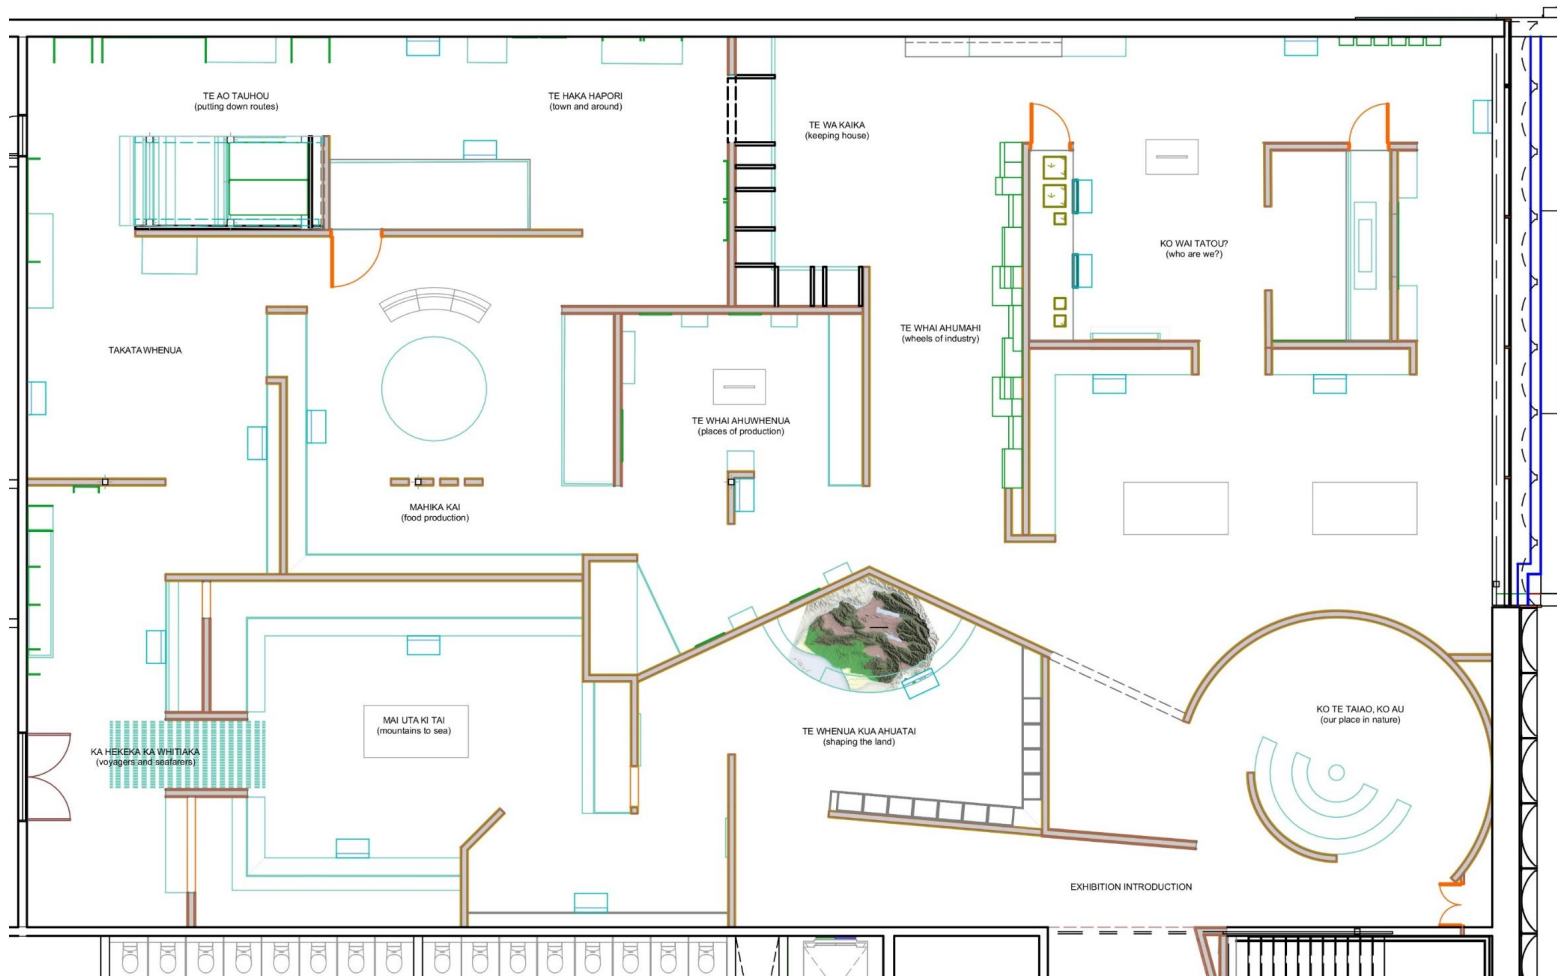 TE AO TAUHOU
(putting down routes)
TE HAKA HAPORI
(town and around)
TE WA KAIKA
(keeping house)
KO WAI TATOU?
(who are we?)
TE WHAI AHUMAHI
(wheels of industry)
TAKATA WHENUA
TE WHAI AHUWHENUA
(places of production)
MAHIKA KAI
(food production)
MAI UTA KI TAI
(mountains to sea)
KA HEKEKA KA WHITIAKA
(voyagers and seafarers)
TE WHENUA KUA AHUATAI
(shaping the land)
KO TE TAIAO, KO AU
(our place in nature)
EXHIBITION INTRODUCTION